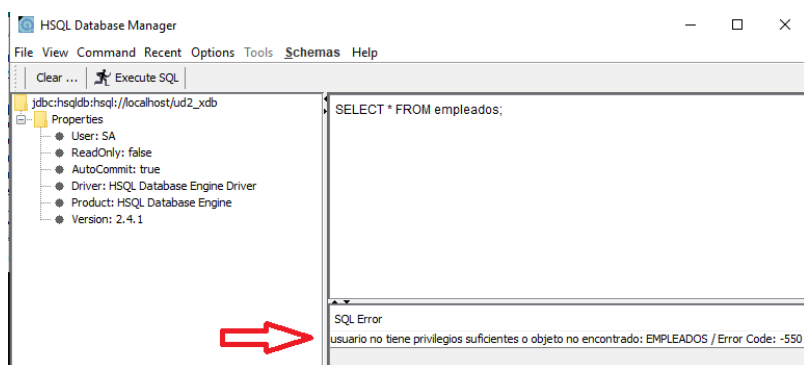 HSQL Database Manager
File View Command Recent Options Tools Schemas Help
Clear ... Execute SQL
jdbc:hsqldb:hsql://localhost/ud2_xdb
Properties
User: SA
ReadOnly: false
AutoCommit: true
Driver: HSQL Database Engine Driver
Product: HSQL Database Engine
Version: 2.4.1
SELECT * FROM empleados;
SQL Error
usuario no tiene privilegios suficientes o objeto no encontrado: EMPLEADOS / Error Code: -550